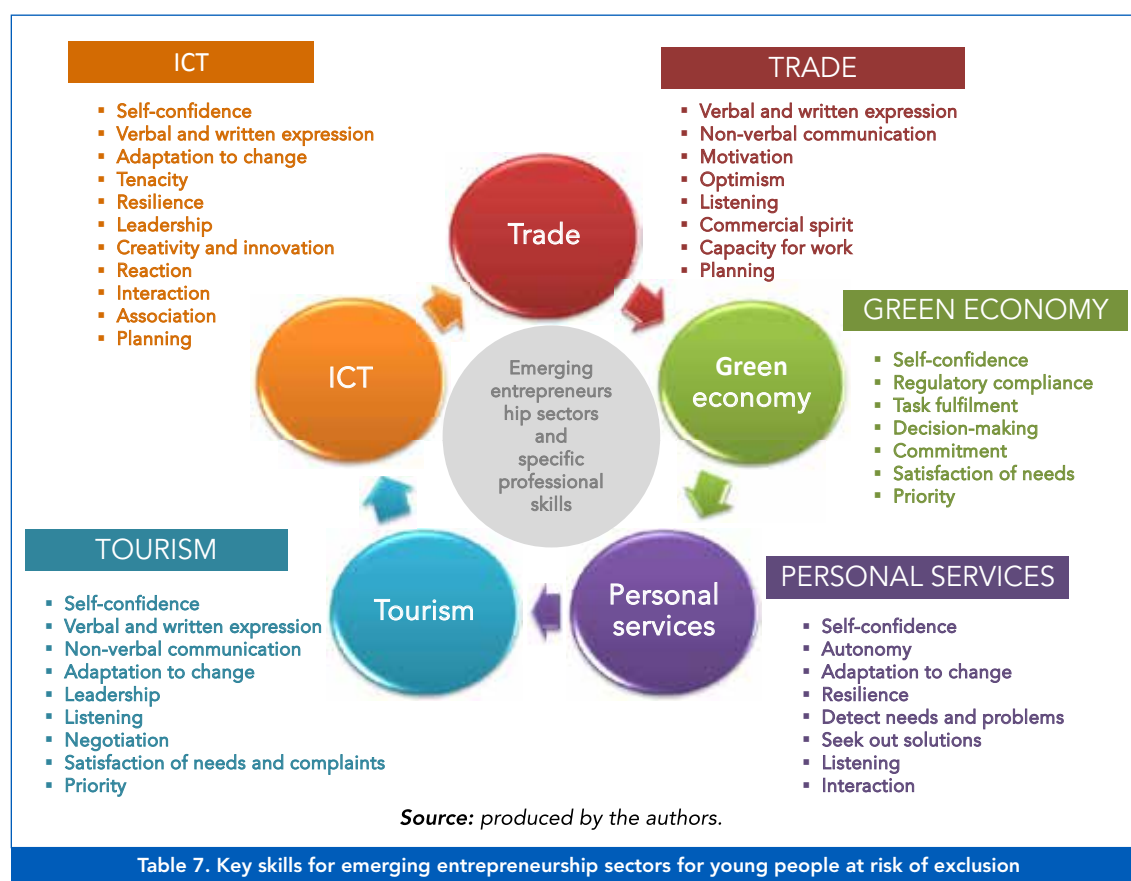 ICT
▪ Self-confidence
▪ Verbal and written expression
▪ Adaptation to change
▪ Tenacity
▪ Resilience
▪ Leadership
▪ Creativity and innovation
▪ Reaction
▪ Interaction
▪ Association
▪ Planning
TRADE
▪ Verbal and written expression
▪ Non-verbal communication
▪ Motivation
▪ Optimism
▪ Listening
▪ Commercial spirit
▪ Capacity for work
▪ Planning
GREEN ECONOMY
▪ Self-confidence
▪ Regulatory compliance
▪ Task fulfilment
▪ Decision-making
▪ Commitment
▪ Satisfaction of needs
▪ Priority
Trade
ICT
Green
economy
Emerging
entrepreneurs
hip sectors
and
specific
professional
skills
Tourism
Personal
services
TOURISM
▪ Self-confidence
▪ Verbal and written expression
▪ Non-verbal communication
▪ Adaptation to change
▪ Leadership
▪ Listening
▪ Negotiation
▪ Satisfaction of needs and complaints
▪ Priority
PERSONAL SERVICES
▪ Self-confidence
▪ Autonomy
▪ Adaptation to change
▪ Resilience
▪ Detect needs and problems
▪ Seek out solutions
▪ Listening
▪ Interaction
Source: produced by the authors.
Table 7. Key skills for emerging entrepreneurship sectors for young people at risk of exclusion